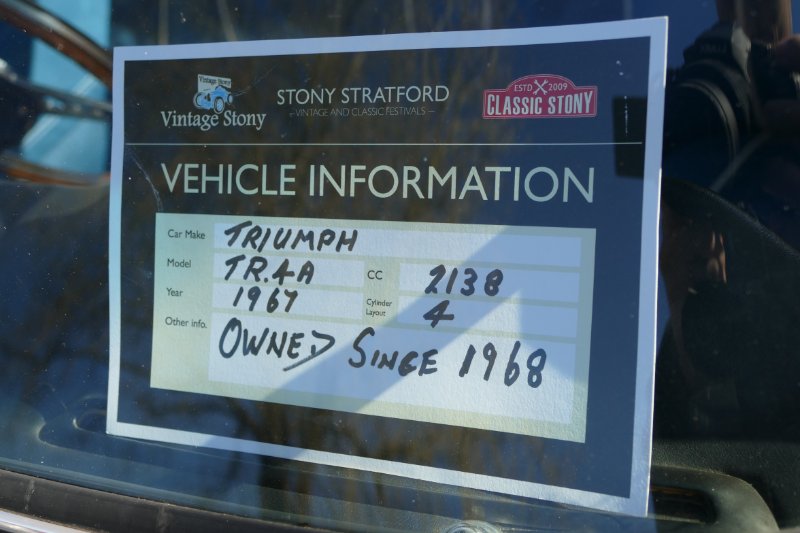 Vintage Stony
Vintage Stony
STONY STRATFORD
- VINTAGE AND CLASSIC FESTIVALS -
ESTD 2009
CLASSIC STONY
VEHICLE INFORMATION
Car Make TRIUMPH
Model TR.4A CC 2138
Year 1967 Cylinder Layout 4
Other info. OWNED SINCE 1968